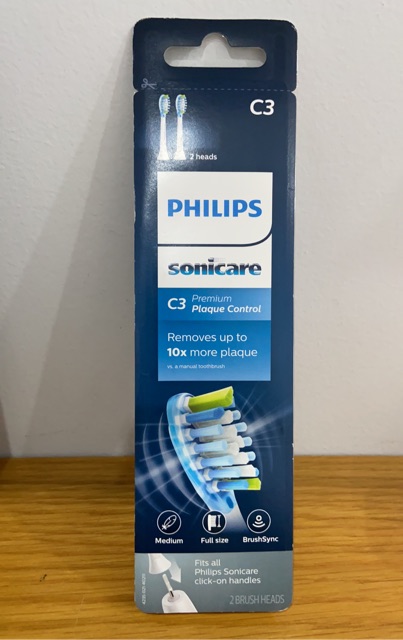 C3
2 heads
PHILIPS
sonicare
C3 Premium
Plaque Control
Removes up to
10x more plaque
vs. a manual toothbrush
Medium
Full size
BrushSync
Fits all
Philips Sonicare
click-on handles
2 BRUSH HEADS